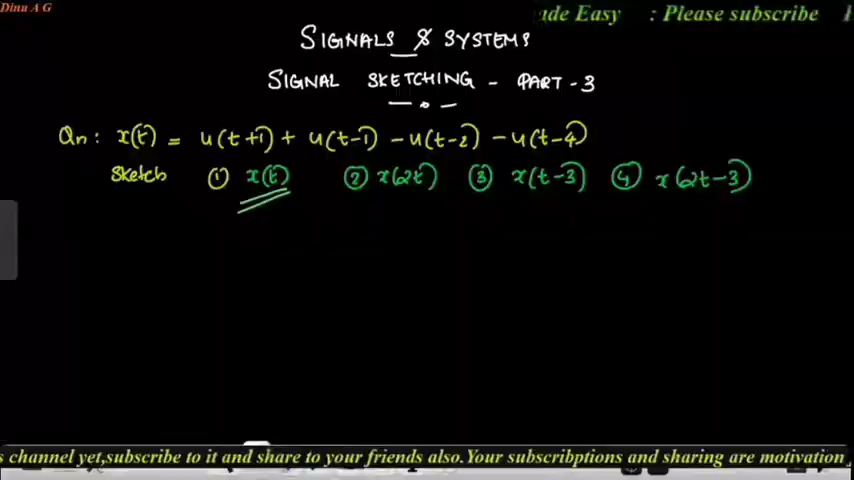 Dinu A G
ade Easy : Please subscribe
SIGNALS & SYSTEMS
SIGNAL SKETCHING - PART-3
Qn: x(t) = u(t+1) + u(t-1) - u(t-2) - u(t-4)
Sketch ① x(t) ② x(2t) ③ x(t-3) ④ x(2t-3)
s channel yet,subscribe to it and share to your friends also.Your subscribptions and sharing are motivation